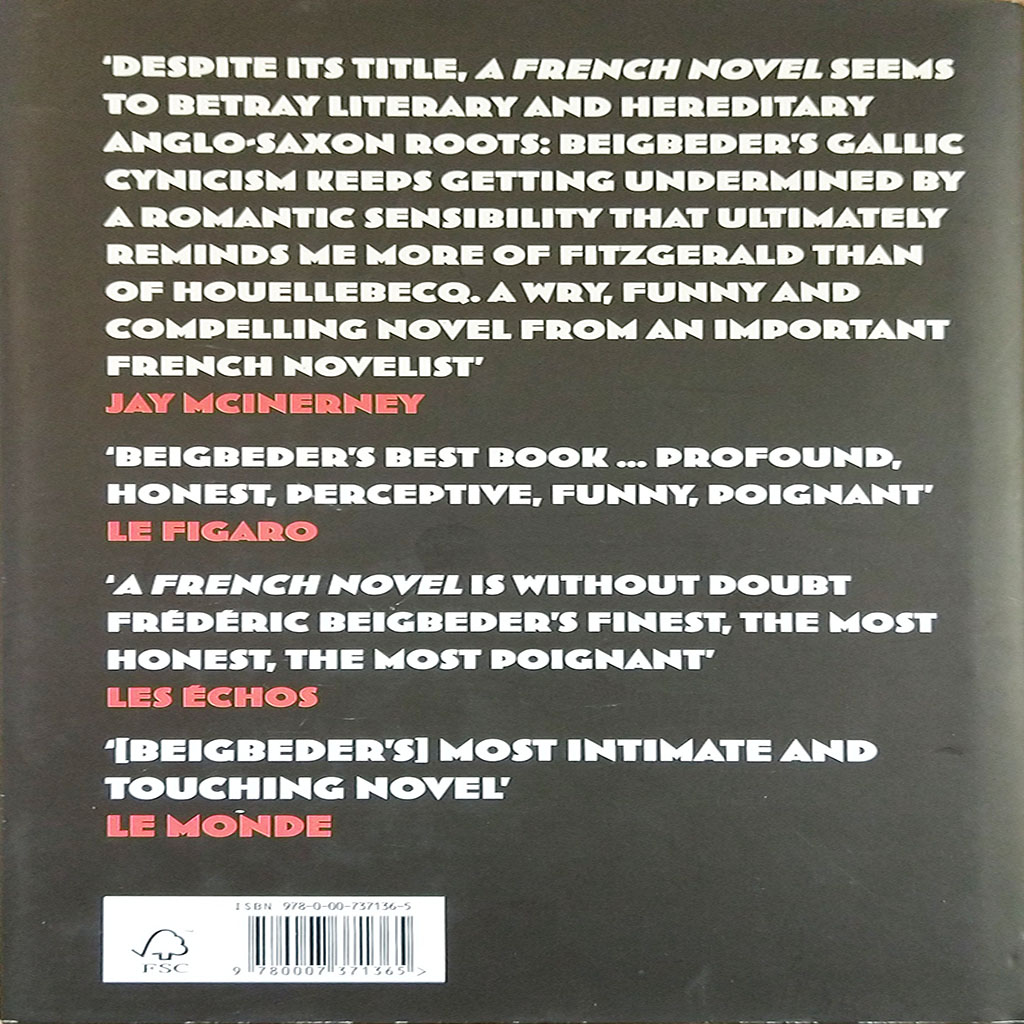 ‘DESPITE ITS TITLE, A FRENCH NOVEL SEEMS
TO BETRAY LITERARY AND HEREDITARY
ANGLO-SAXON ROOTS: BEIGBEDER’S GALLIC
CYNICISM KEEPS GETTING UNDERMINED BY
A ROMANTIC SENSIBILITY THAT ULTIMATELY
REMINDS ME MORE OF FITZGERALD THAN
OF HOUELLEBECQ. A WRY, FUNNY AND
COMPELLING NOVEL FROM AN IMPORTANT
FRENCH NOVELIST’
JAY MCINERNEY
‘BEIGBEDER’S BEST BOOK ... PROFOUND,
HONEST, PERCEPTIVE, FUNNY, POIGNANT’
LE FIGARO
‘A FRENCH NOVEL IS WITHOUT DOUBT
FRÉDÉRIC BEIGBEDER’S FINEST, THE MOST
HONEST, THE MOST POIGNANT’
LES ÉCHOS
‘[BEIGBEDER’S] MOST INTIMATE AND
TOUCHING NOVEL’
LE MONDE
ISBN 978-0-00-737136-5
FSC
9 780007 371365 >